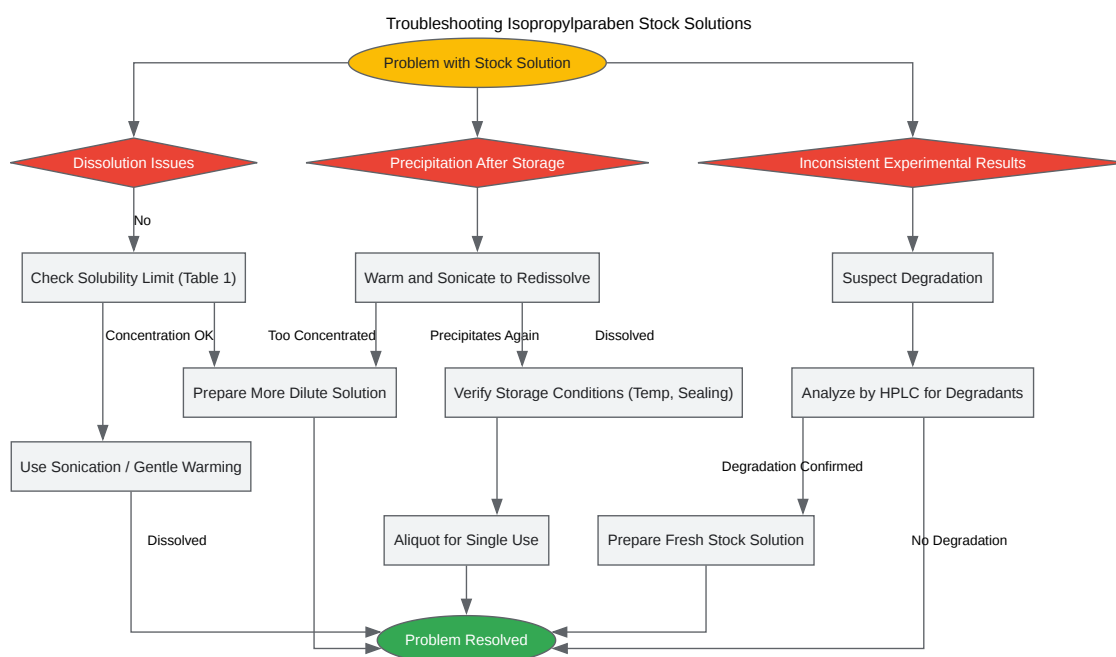 Troubleshooting Isopropylparaben Stock Solutions
Problem with Stock Solution
Dissolution Issues
Precipitation After Storage
Inconsistent Experimental Results
No
Check Solubility Limit (Table 1)
Warm and Sonicate to Redissolve
Suspect Degradation
Concentration OK
Too Concentrated
Precipitates Again
Dissolved
Prepare More Dilute Solution
Verify Storage Conditions (Temp, Sealing)
Analyze by HPLC for Degradants
Use Sonication / Gentle Warming
Degradation Confirmed
Dissolved
Aliquot for Single Use
Prepare Fresh Stock Solution
No Degradation
Problem Resolved